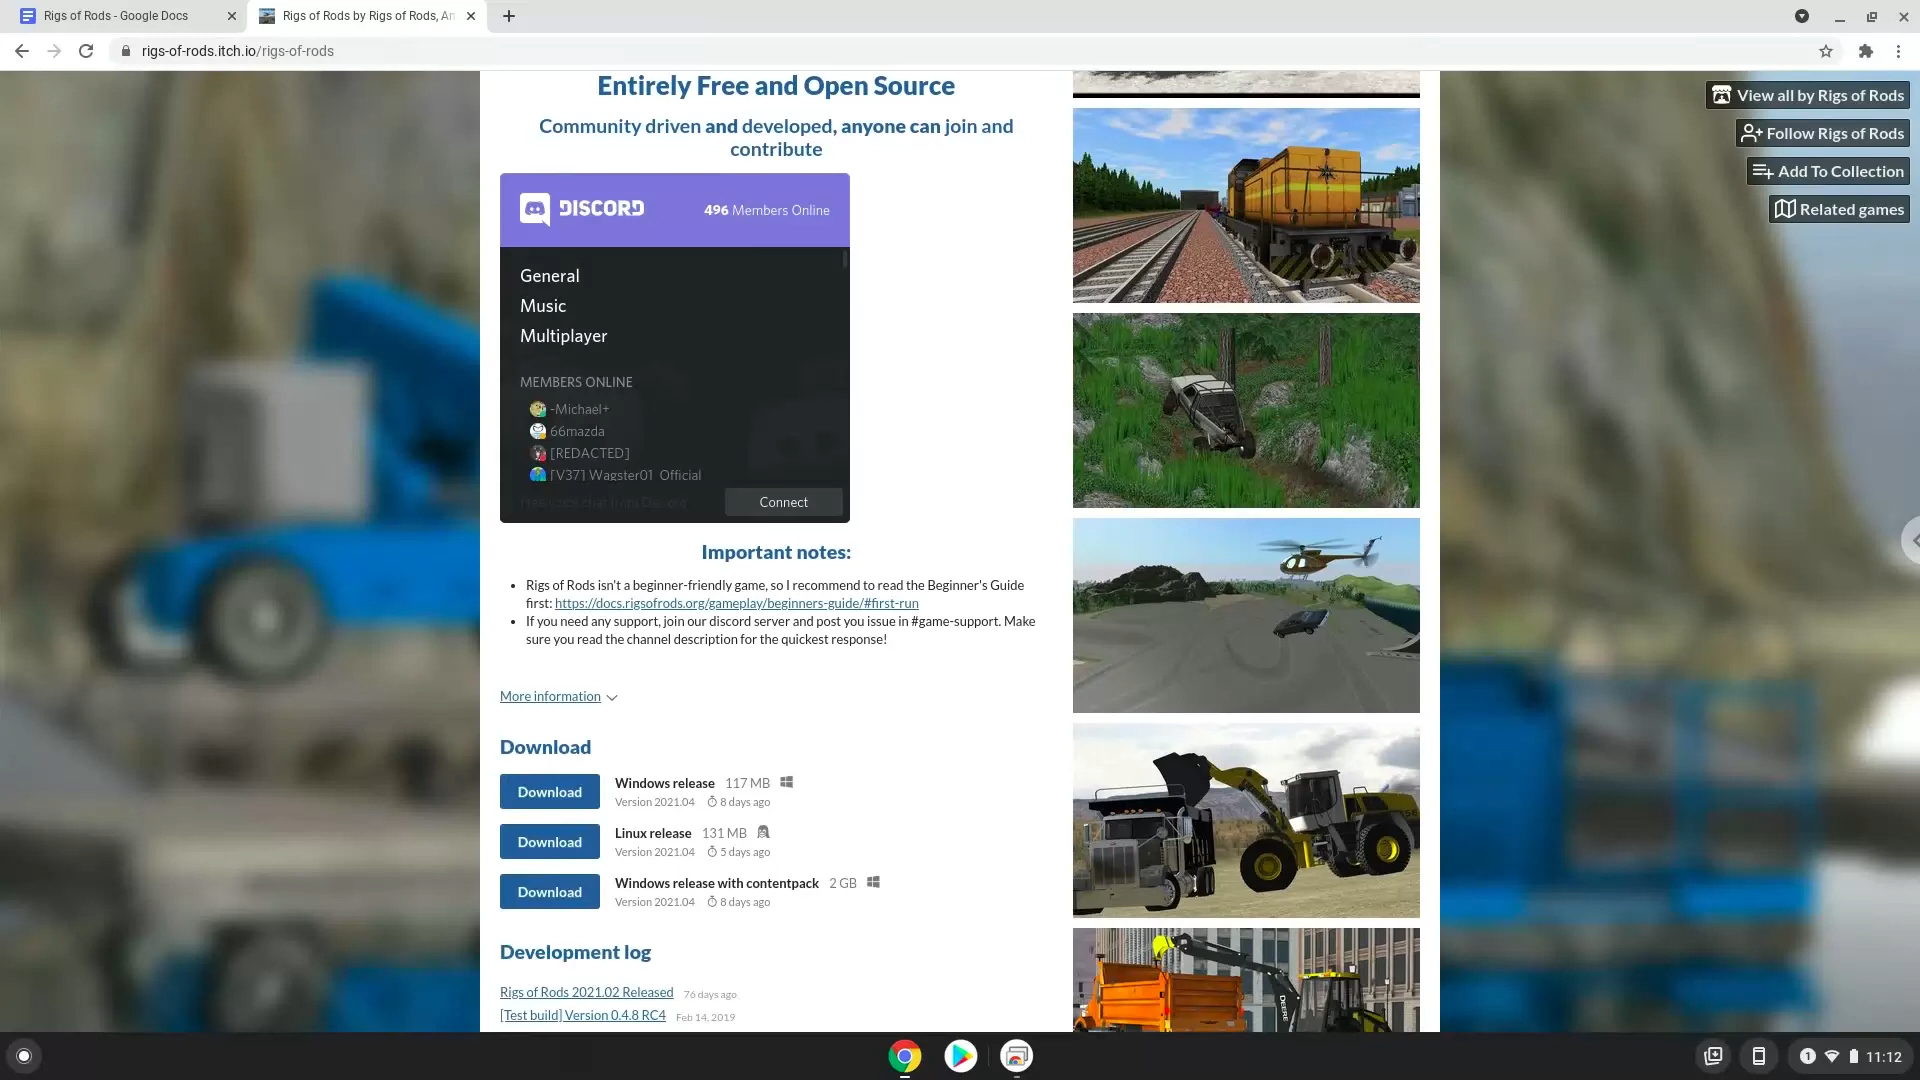 Rigs of Rods - Google Docs
Rigs of Rods by Rigs of Rods, An
rigs-of-rods.itch.io/rigs-of-rods
View all by Rigs of Rods
Follow Rigs of Rods
Add To Collection
Related games
Entirely Free and Open Source
Community driven and developed, anyone can join and
contribute
DISCORD
496 Members Online
General
Music
Multiplayer
MEMBERS ONLINE
-Michael+
66mazda
[REDACTED]
[V37] Wagster01_Official
Free voice chat from Discord
Connect
Important notes:
• Rigs of Rods isn't a beginner-friendly game, so I recommend to read the Beginner's Guide
first: https://docs.rigsofrods.org/gameplay/beginners-guide/#first-run
• If you need any support, join our discord server and post you issue in #game-support. Make
sure you read the channel description for the quickest response!
More information
Download
Download Windows release 117 MB
Version 2021.04 8 days ago
Download Linux release 131 MB
Version 2021.04 5 days ago
Download Windows release with contentpack 2 GB
Version 2021.04 8 days ago
Development log
Rigs of Rods 2021.02 Released 76 days ago
[Test build] Version 0.4.8 RC4 Feb 14, 2019
DEERE
1 11:12